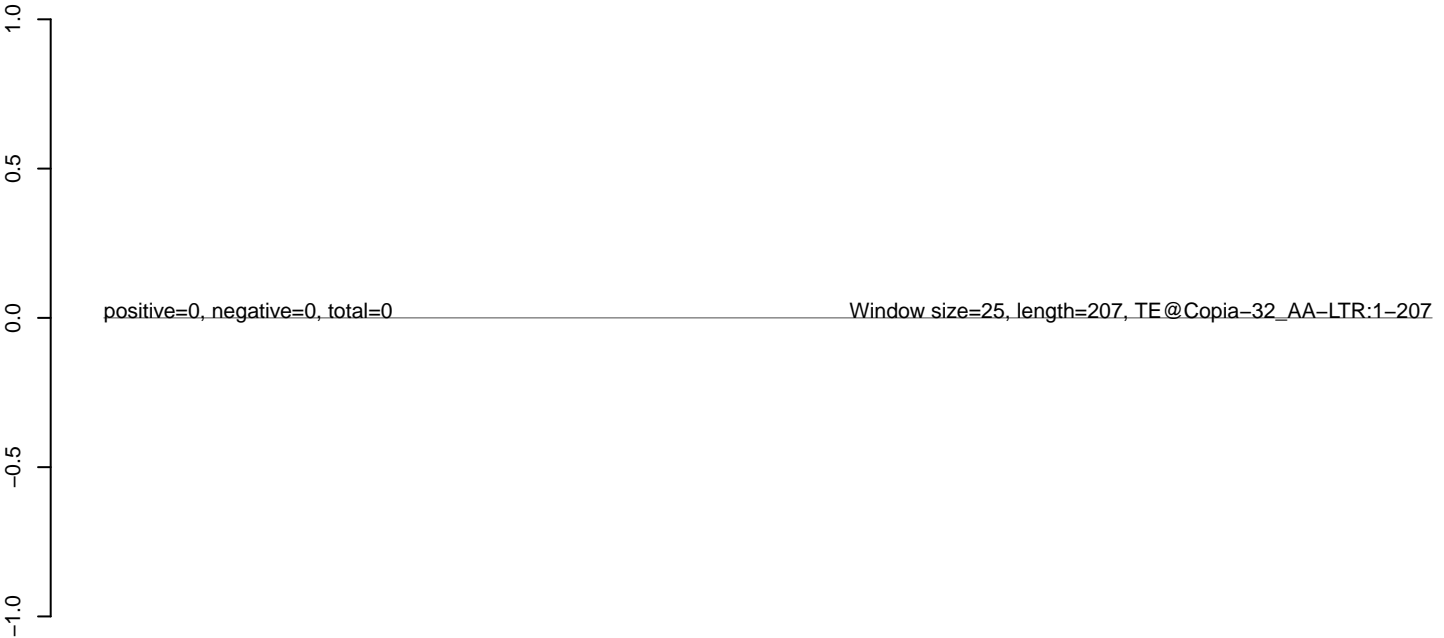 1.0
0.5
0.0
positive=0, negative=0, total=0
Window size=25, length=207, TE@Copia−32_AA−LTR:1−207
−0.5
−1.0